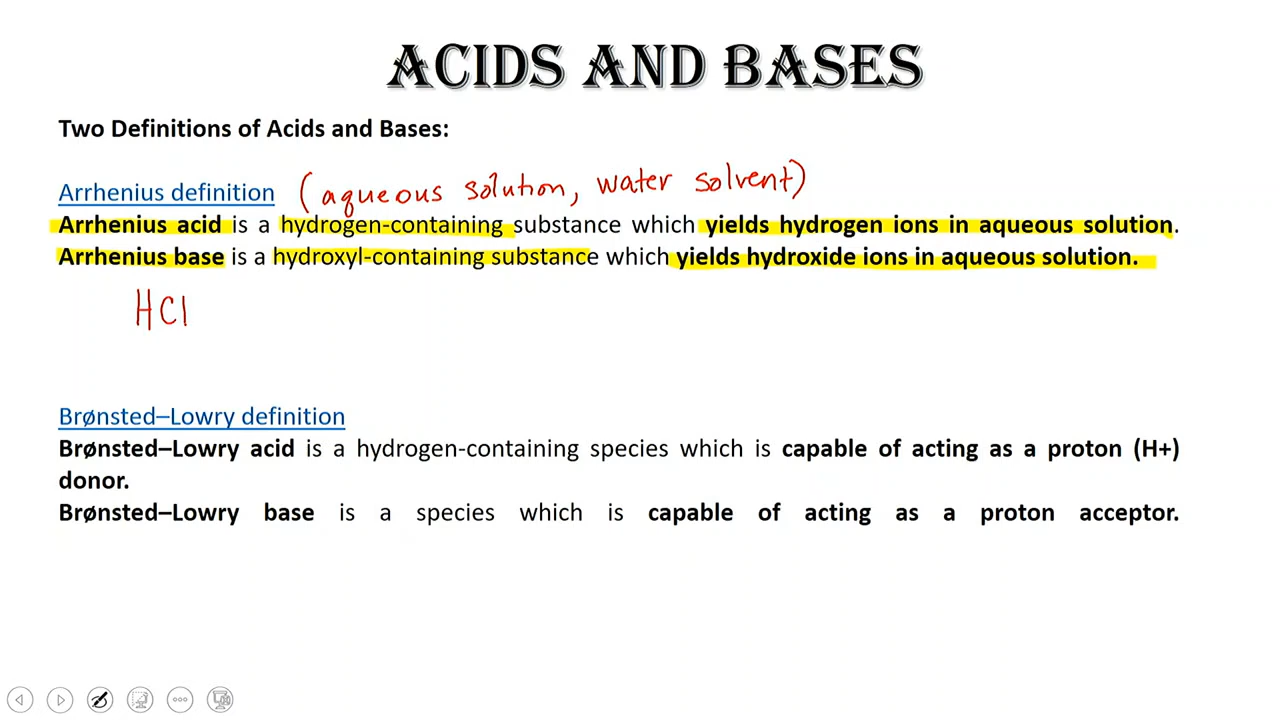 ACIDS AND BASES
Two Definitions of Acids and Bases:
Arrhenius definition (aqueous solution, water solvent)
Arrhenius acid is a hydrogen-containing substance which yields hydrogen ions in aqueous solution.
Arrhenius base is a hydroxyl-containing substance which yields hydroxide ions in aqueous solution.
HCl
Brønsted–Lowry definition
Brønsted–Lowry acid is a hydrogen-containing species which is capable of acting as a proton (H+)
donor.
Brønsted–Lowry base is a species which is capable of acting as a proton acceptor.